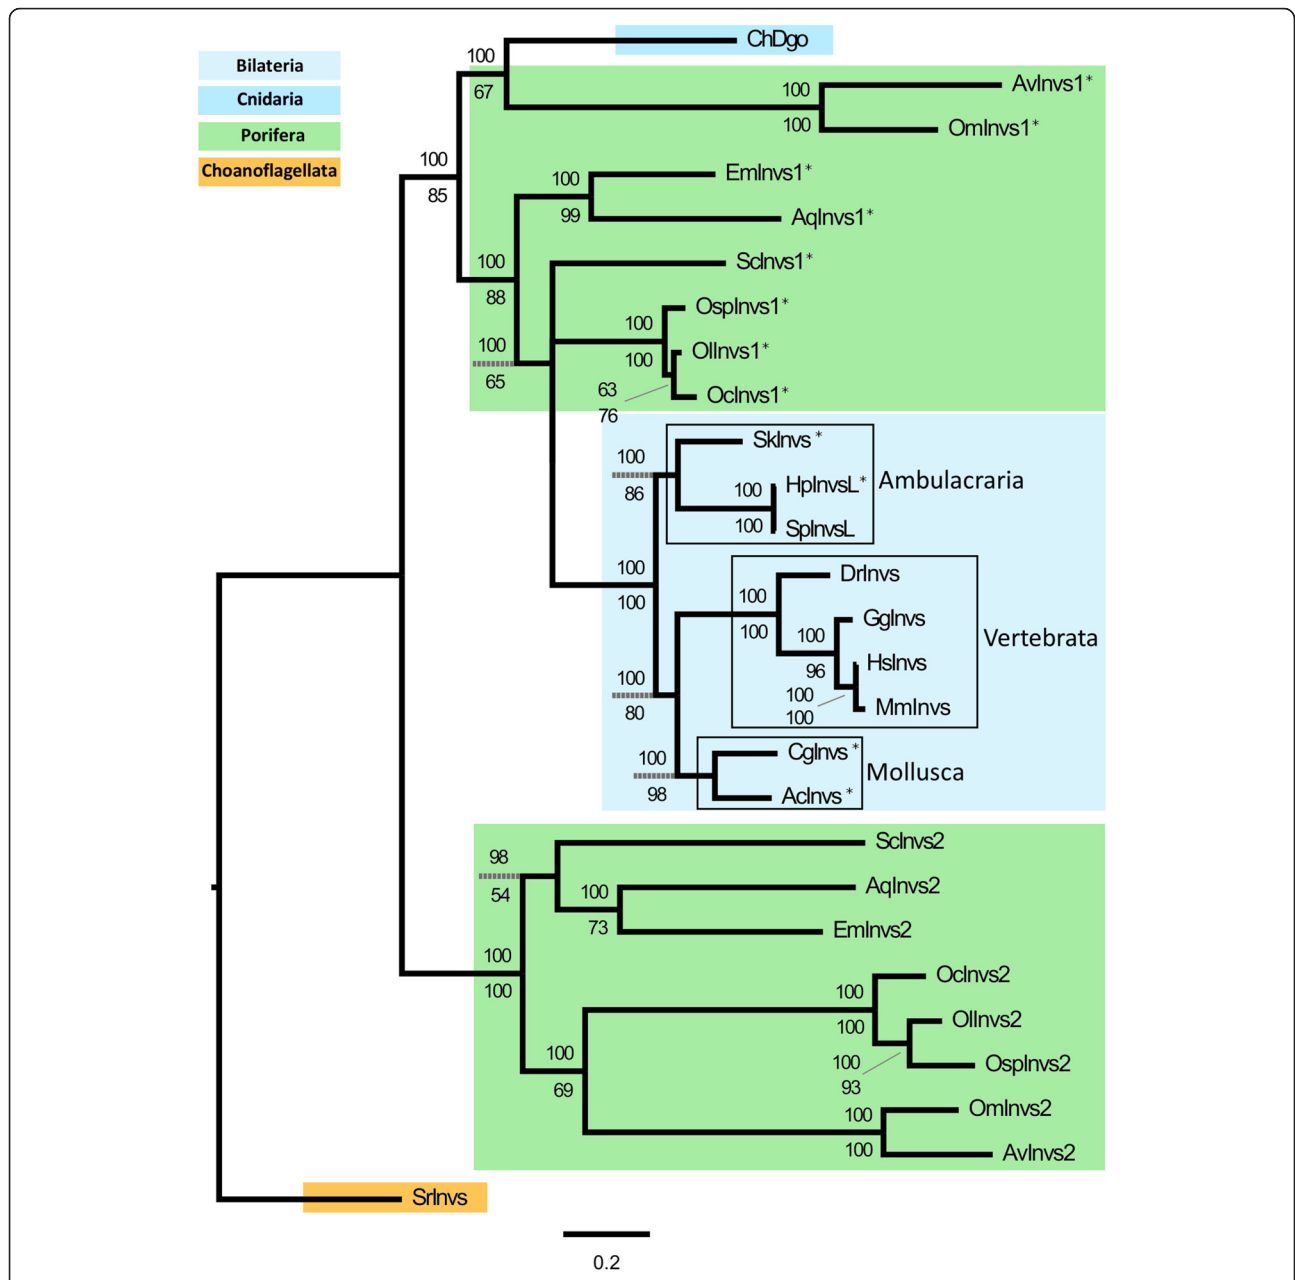 Bilateria
Cnidaria
Porifera
Choanoflagellata
ChDgo
100
67
AvInvs1*
100
100
OmInvs1*
100
85
EmInvs1*
100
99
AqInvs1*
100
88
ScInvs1*
OspInvs1*
100
100
OlInvs1*
100
65
63
76
OcInvs1*
SkInvs*
100
86
HpInvsL*
Ambulacraria
100
100
SpInvsL
100
100
DrInvs
100
100
GgInvs
Vertebrata
100
96
HsInvs
100
100
MmInvs
100
80
CgInvs*
Mollusca
100
98
AcInvs*
ScInvs2
98
54
AqInvs2
100
73
EmInvs2
100
100
OcInvs2
100
100
OlInvs2
100
93
OspInvs2
100
69
OmInvs2
100
100
AvInvs2
SrInvs
0.2